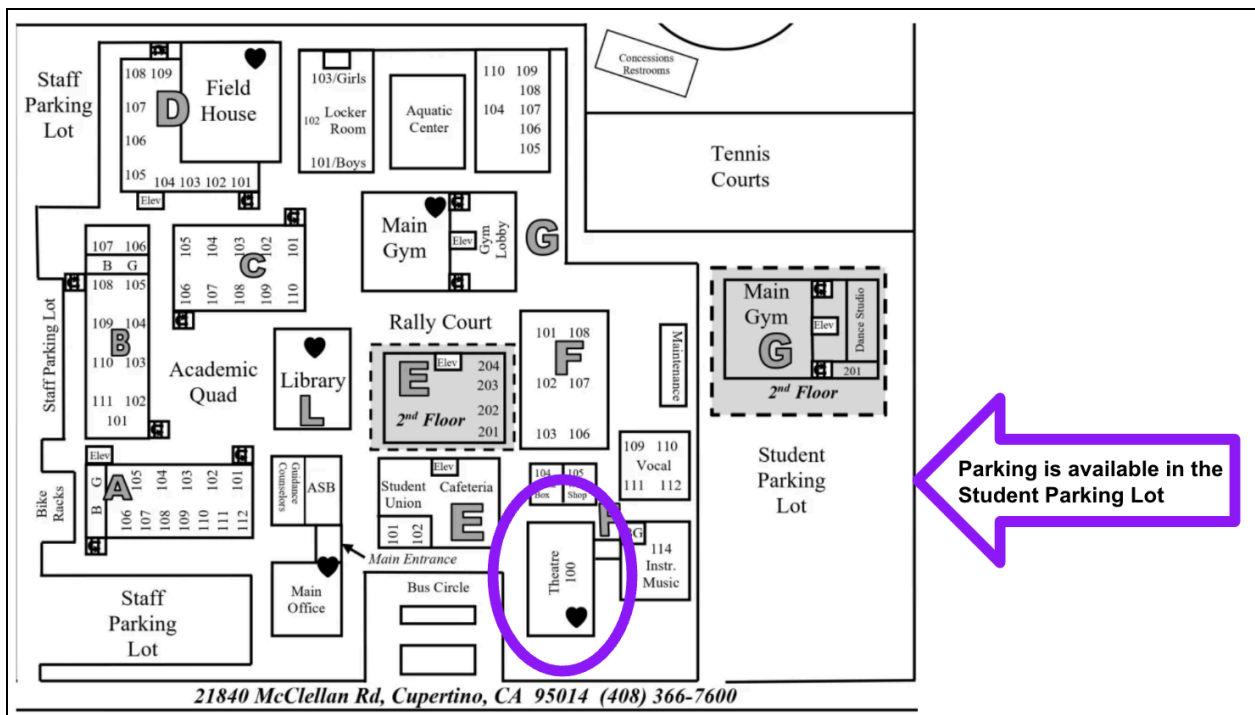 Staff
Parking
Lot
108 109
107
106
105
104 103 102 101
D
Field
House
Elev
103/Girls
102 Locker
Room
101/Boys
Aquatic
Center
110 109
108
104 107
106
105
Concessions
Restrooms
Tennis
Courts
107 106
B G
108 105
109 104
B
110 103
111 102
101
Staff Parking Lot
105 104 103 102 101
C
106 107 108 109 110
Main
Gym
Elev
Gym
Lobby
G
Academic
Quad
Library
L
Rally Court
E
Elev
204
203
202
201
2nd Floor
101 108
F
102 107
103 106
Maintenance
Main
Gym
G
Elev
Dance Studio
201
2nd Floor
Bike
Racks
Elev
G
B
A
105 104 103 102 101
106 107 108 109 110 111 112
Guidance
Counselors
ASB
Main Entrance
Main
Office
Elev
Student
Union
Cafeteria
101 102
E
104 105
Box Shop
109 110
Vocal
111 112
F
BG
114
Instr.
Music
Theatre
100
Bus Circle
Staff
Parking
Lot
Student
Parking
Lot
Parking is available in the
Student Parking Lot
21840 McClellan Rd, Cupertino, CA 95014 (408) 366-7600